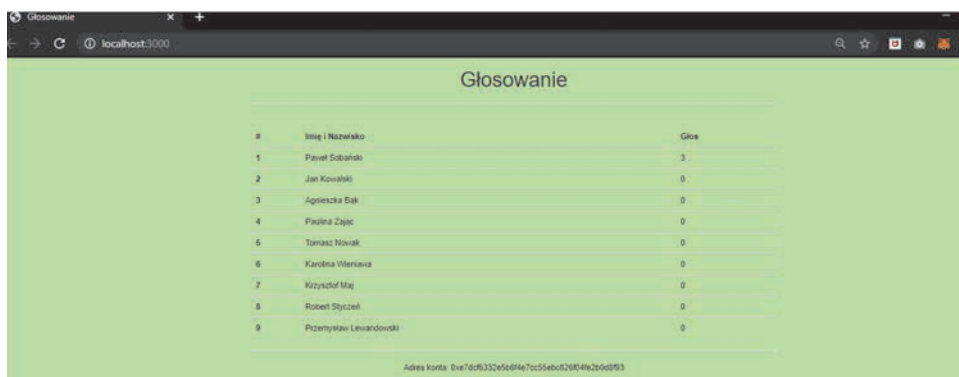 Głosowanie
localhost:3000
Głosowanie
# Imię i Nazwisko Głos
1 Paweł Sobański 3
2 Jan Kowalski 0
3 Agnieszka Bąk 0
4 Paulina Zając 0
5 Tomasz Nowak 0
6 Karolina Wieniawa 0
7 Krzysztof Maj 0
8 Robert Styczeń 0
9 Przemysław Lewandowski 0
Adres konta: